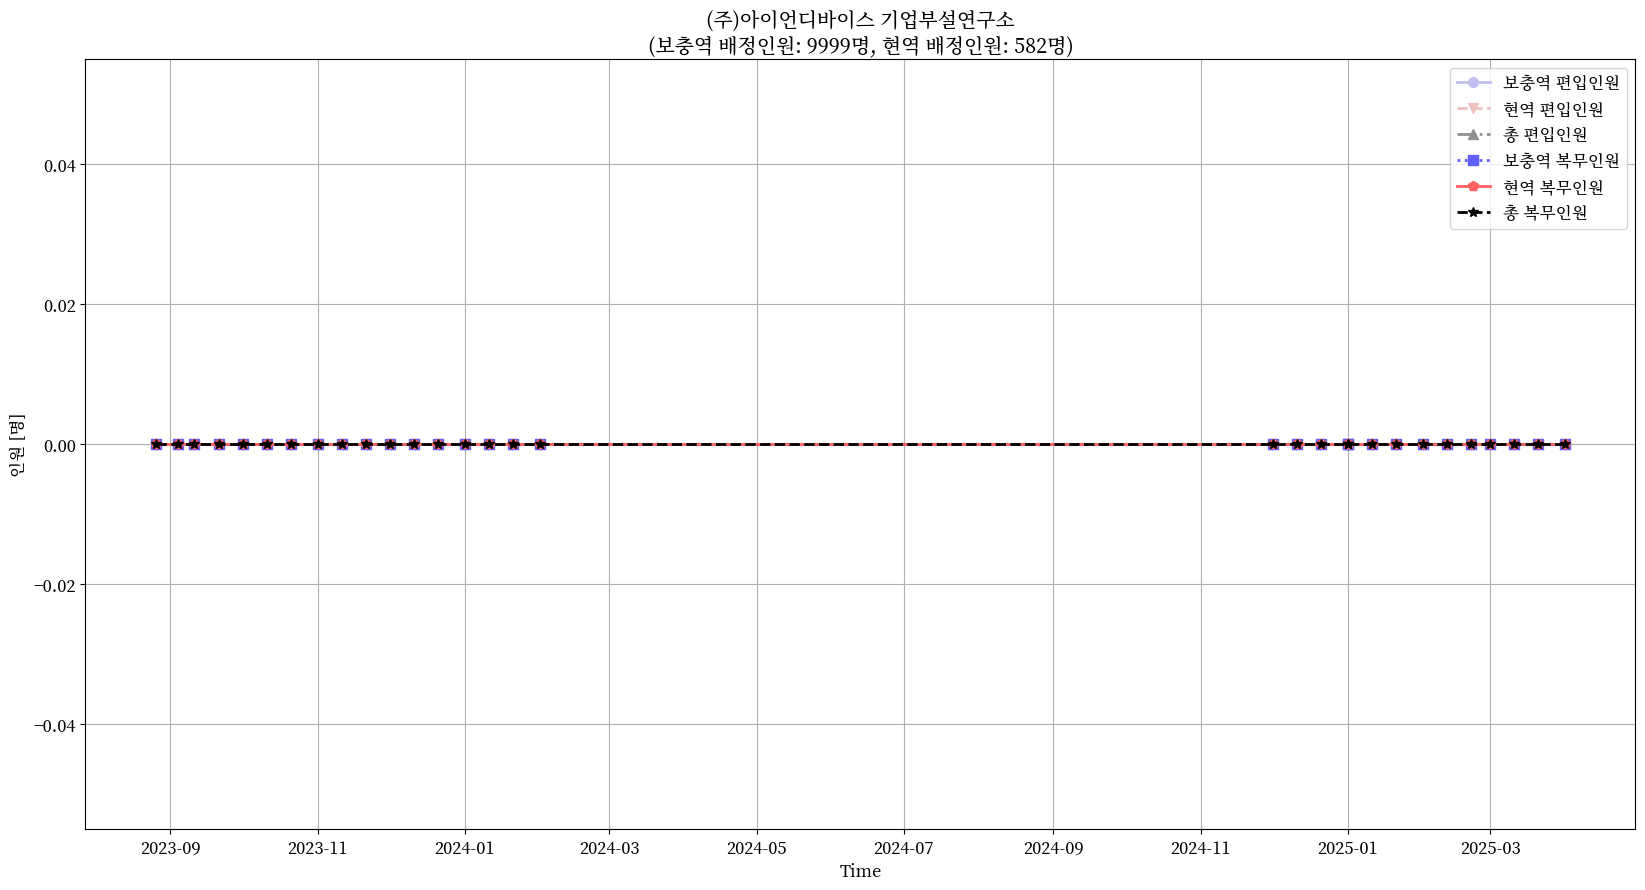 (주)아이언디바이스 기업부설연구소
(보충역 배정인원: 9999명, 현역 배정인원: 582명)
보충역 편입인원
현역 편입인원
총 편입인원
보충역 복무인원
현역 복무인원
총 복무인원
0.04
0.02
0.00
−0.02
−0.04
인원 [명]
2023-09
2023-11
2024-01
2024-03
2024-05
2024-07
2024-09
2024-11
2025-01
2025-03
Time